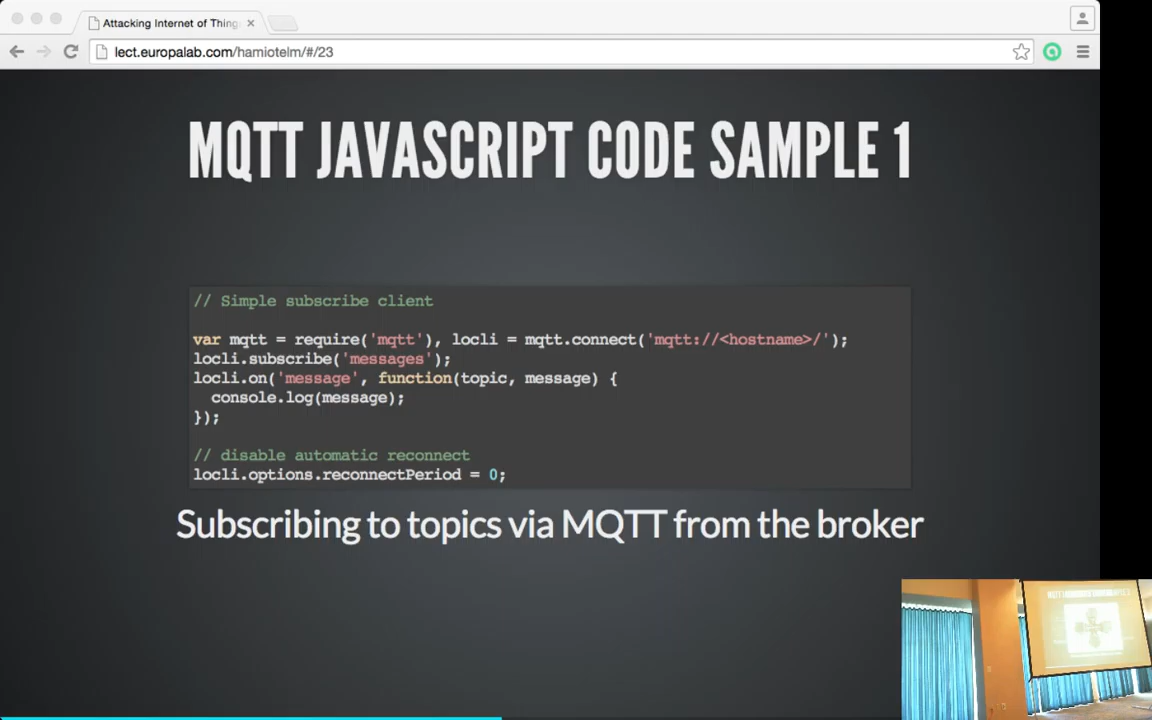 Attacking Internet of Thing
lect.europalab.com/hamiotelm/#/23
MQTT JAVASCRIPT CODE SAMPLE 1
// Simple subscribe client
var mqtt = require('mqtt'), locli = mqtt.connect('mqtt://<hostname>/');
locli.subscribe('messages');
locli.on('message', function(topic, message) {
console.log(message);
});
// disable automatic reconnect
locli.options.reconnectPeriod = 0;
Subscribing to topics via MQTT from the broker